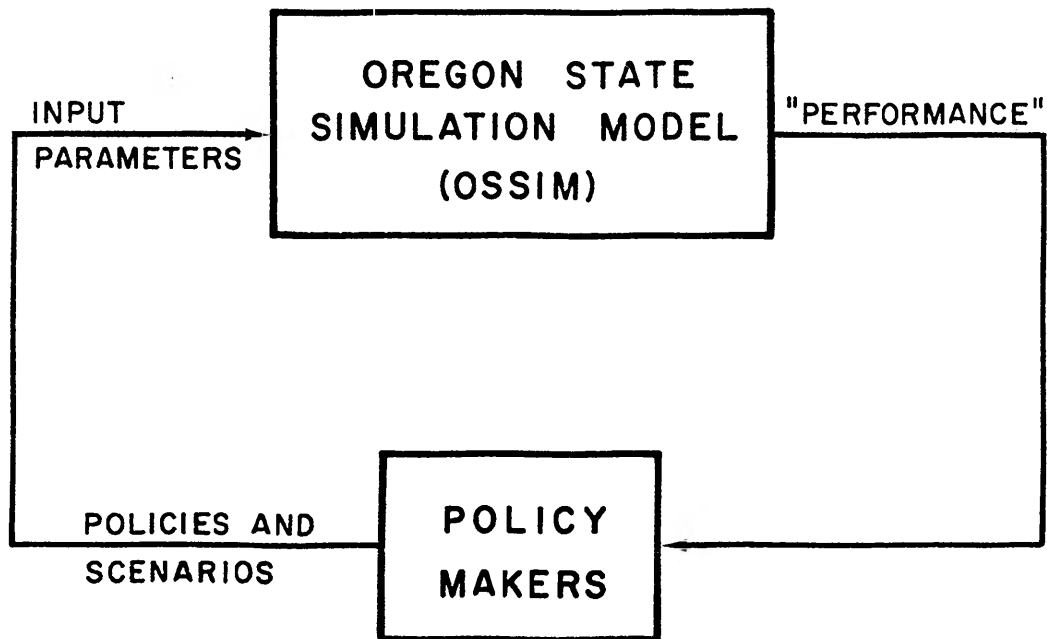 OREGON STATE
SIMULATION MODEL
(OSSIM)
INPUT
PARAMETERS
"PERFORMANCE"
POLICIES AND
SCENARIOS
POLICY
MAKERS